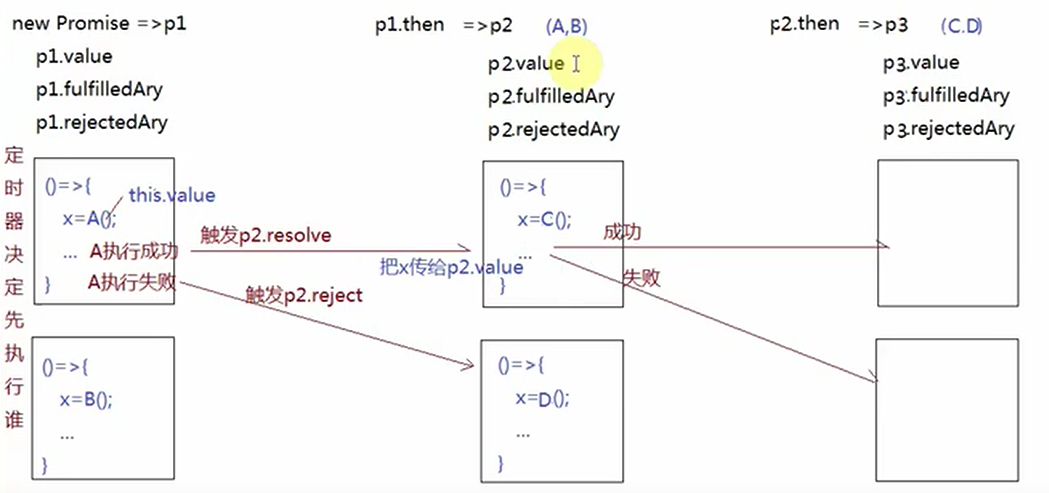 new Promise =>p1
p1.value
p1.fulfilledAry
p1.rejectedAry
p1.then =>p2 (A,B)
p2.value
p2.fulfilledAry
p2.rejectedAry
p2.then =>p3 (C.D)
p3.value
p3.fulfilledAry
p3.rejectedAry
定时器决定先执行谁
()=>{
x=A();
this.value
... A执行成功
} A执行失败
触发p2.resolve
把x传给p2.value
触发p2.reject
()=>{
x=B();
...
}
()=>{
x=C();
...
}
成功
失败
()=>{
x=D();
...
}